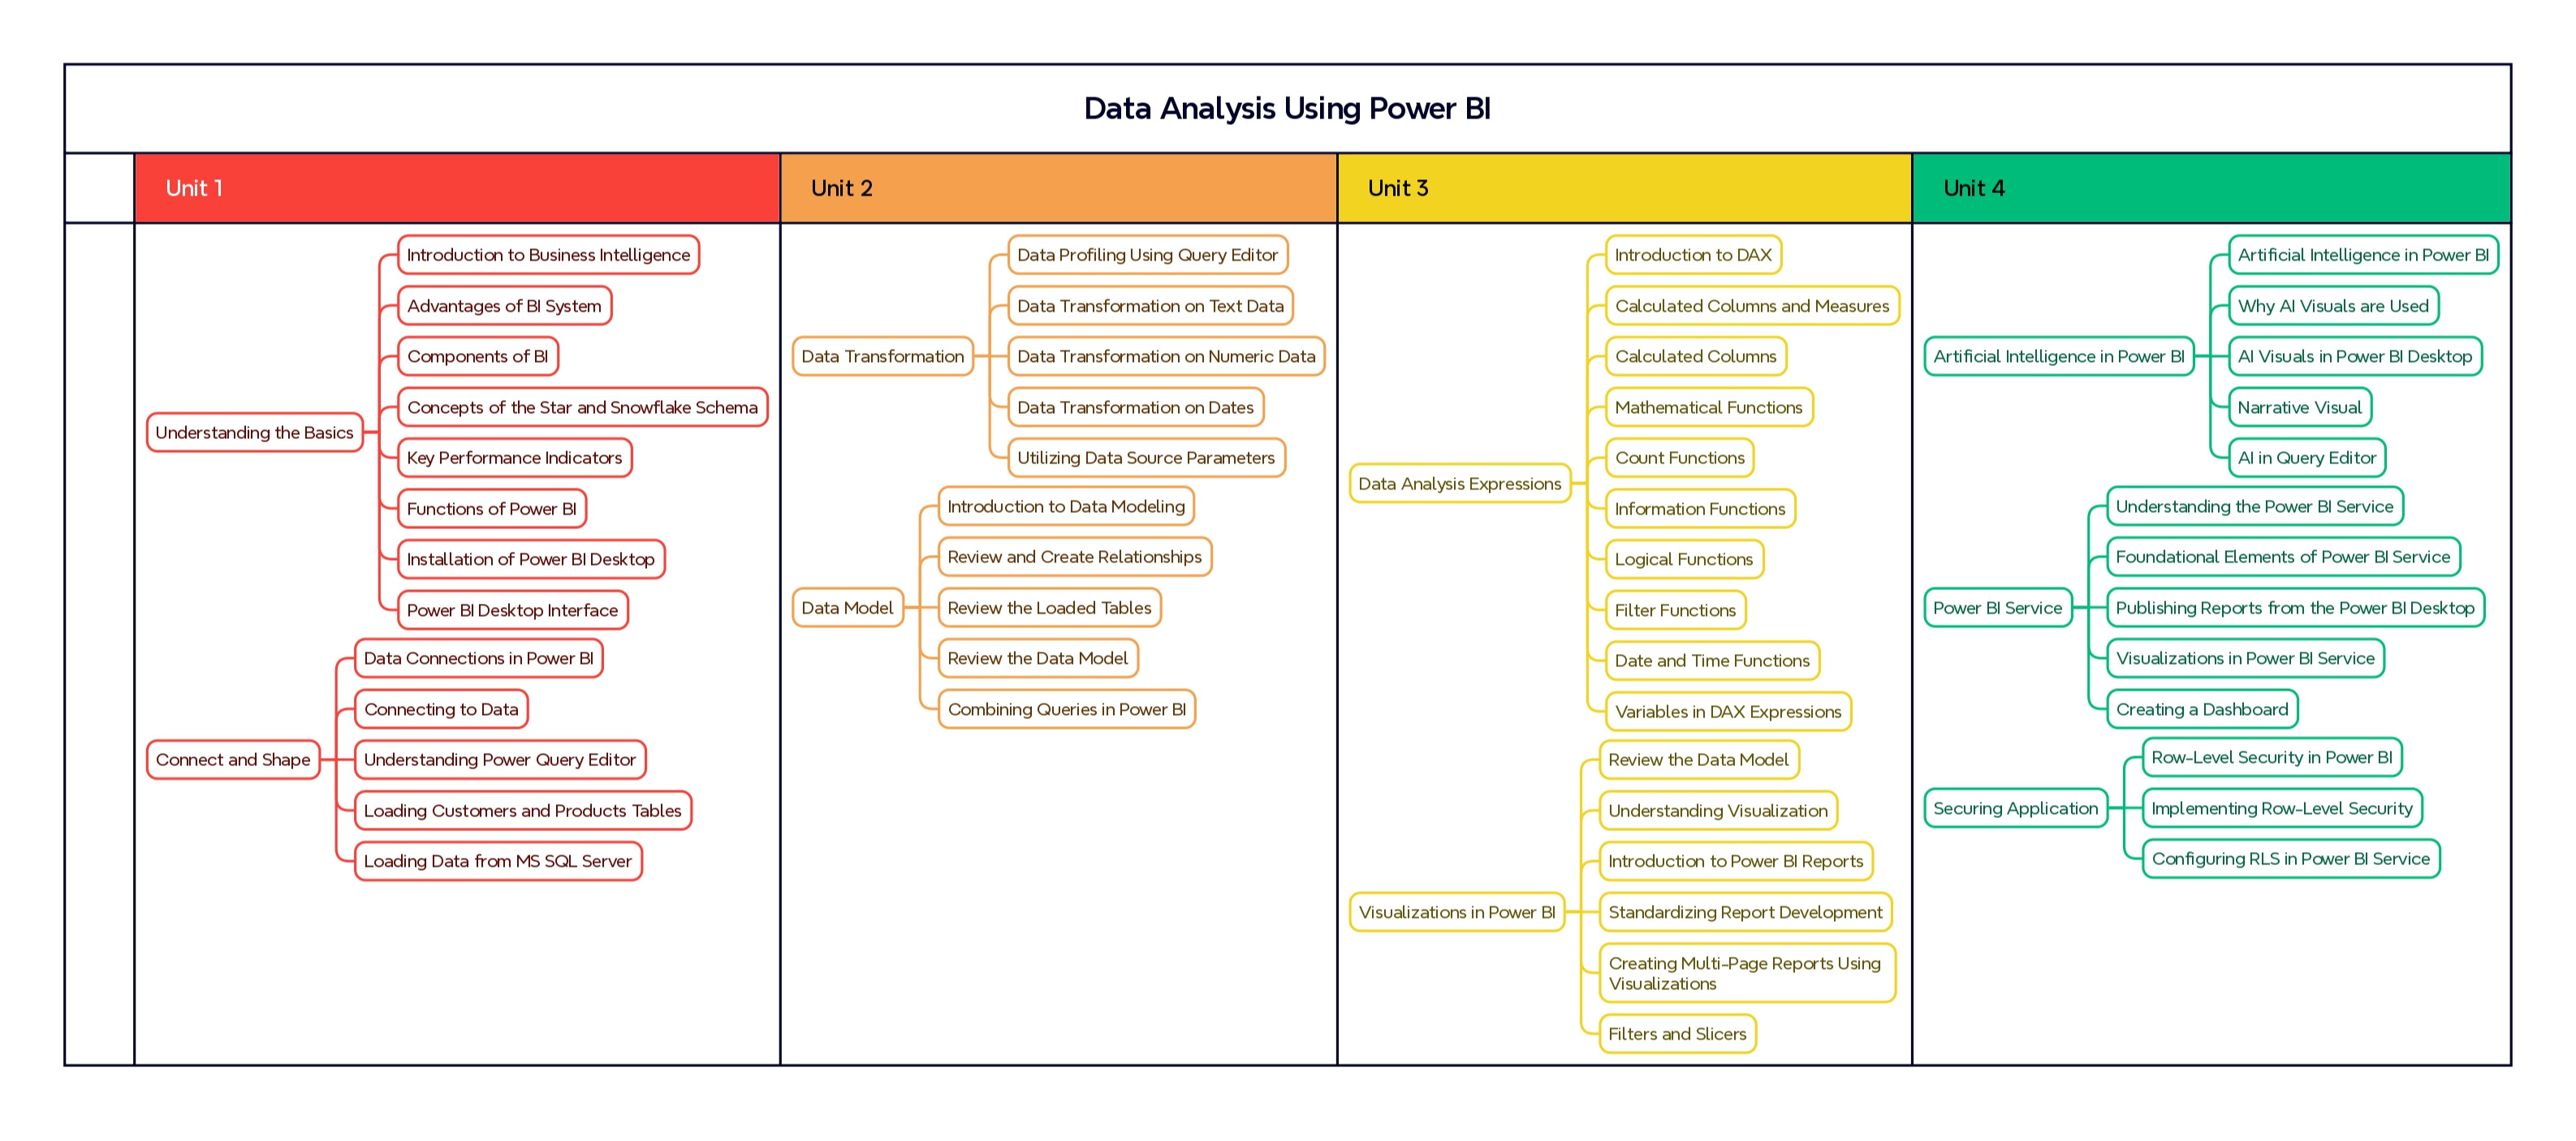 Data Analysis Using Power BI
Unit 1
Unit 2
Unit 3
Unit 4
Understanding the Basics
Introduction to Business Intelligence
Advantages of BI System
Components of BI
Concepts of the Star and Snowflake Schema
Key Performance Indicators
Functions of Power BI
Installation of Power BI Desktop
Power BI Desktop Interface
Connect and Shape
Data Connections in Power BI
Connecting to Data
Understanding Power Query Editor
Loading Customers and Products Tables
Loading Data from MS SQL Server
Data Transformation
Data Profiling Using Query Editor
Data Transformation on Text Data
Data Transformation on Numeric Data
Data Transformation on Dates
Utilizing Data Source Parameters
Data Model
Introduction to Data Modeling
Review and Create Relationships
Review the Loaded Tables
Review the Data Model
Combining Queries in Power BI
Data Analysis Expressions
Introduction to DAX
Calculated Columns and Measures
Calculated Columns
Mathematical Functions
Count Functions
Information Functions
Logical Functions
Filter Functions
Date and Time Functions
Variables in DAX Expressions
Visualizations in Power BI
Review the Data Model
Understanding Visualization
Introduction to Power BI Reports
Standardizing Report Development
Creating Multi-Page Reports Using
Visualizations
Filters and Slicers
Artificial Intelligence in Power BI
Artificial Intelligence in Power BI
Why AI Visuals are Used
AI Visuals in Power BI Desktop
Narrative Visual
AI in Query Editor
Power BI Service
Understanding the Power BI Service
Foundational Elements of Power BI Service
Publishing Reports from the Power BI Desktop
Visualizations in Power BI Service
Creating a Dashboard
Securing Application
Row-Level Security in Power BI
Implementing Row-Level Security
Configuring RLS in Power BI Service